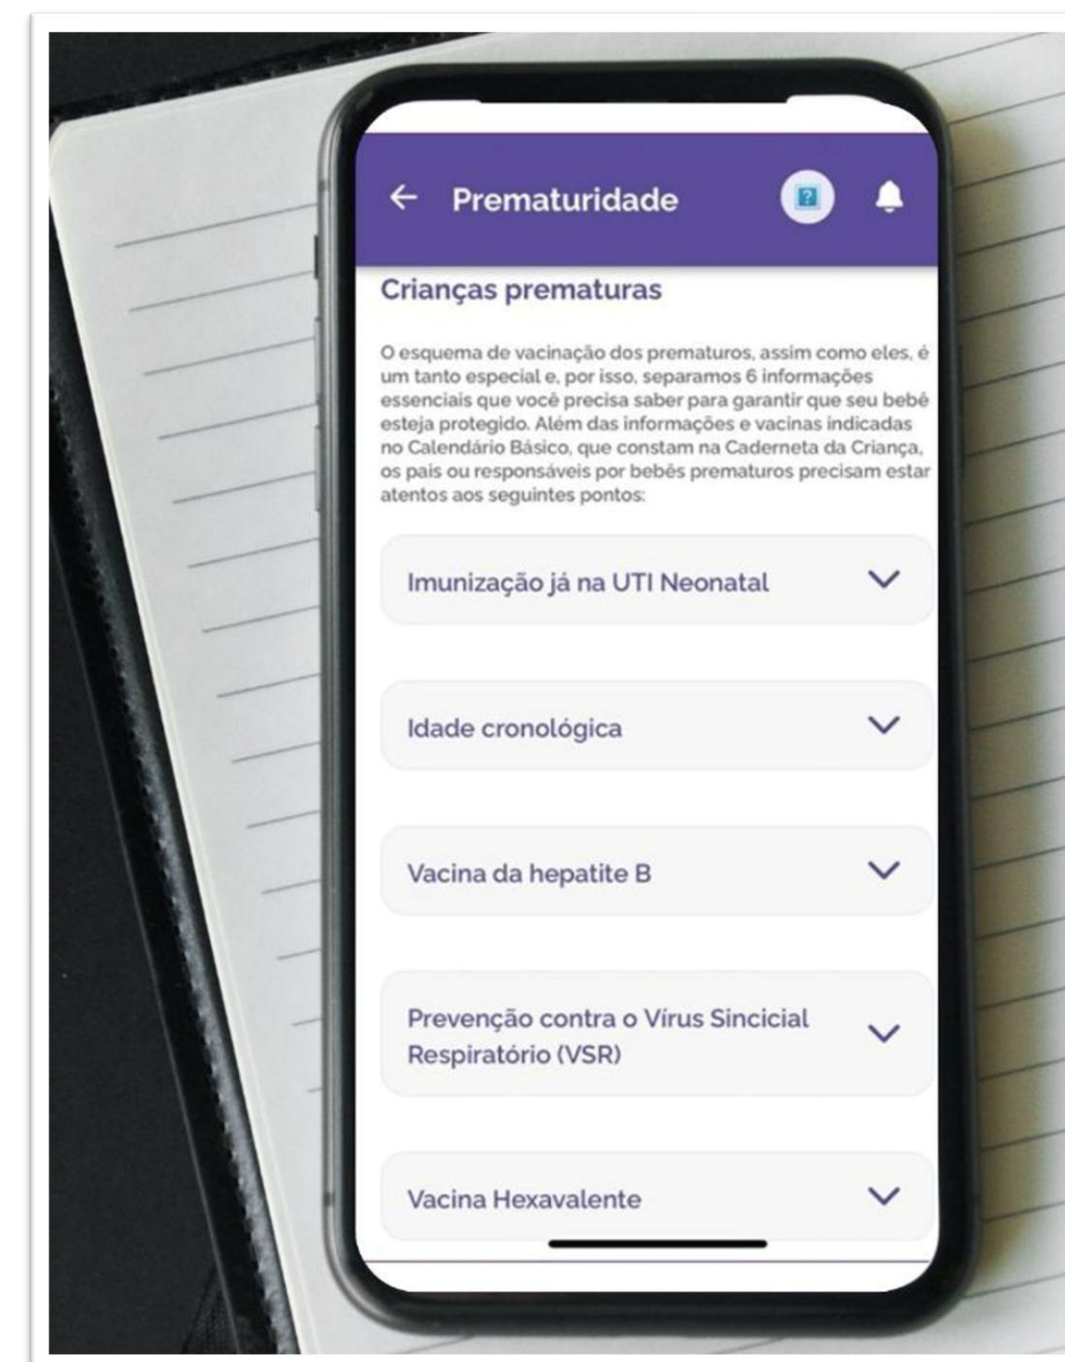 Prematuridade
Crianças prematuras
O esquema de vacinação dos prematuros, assim como eles, é
um tanto especial e, por isso, separamos 6 informações
essenciais que você precisa saber para garantir que seu bebê
esteja protegido. Além das informações e vacinas indicadas
no Calendário Básico, que constam na Caderneta da Criança,
os pais ou responsáveis por bebês prematuros precisam estar
atentos aos seguintes pontos:
Imunização já na UTI Neonatal
Idade cronológica
Vacina da hepatite B
Prevenção contra o Vírus Sincicial
Respiratório (VSR)
Vacina Hexavalente